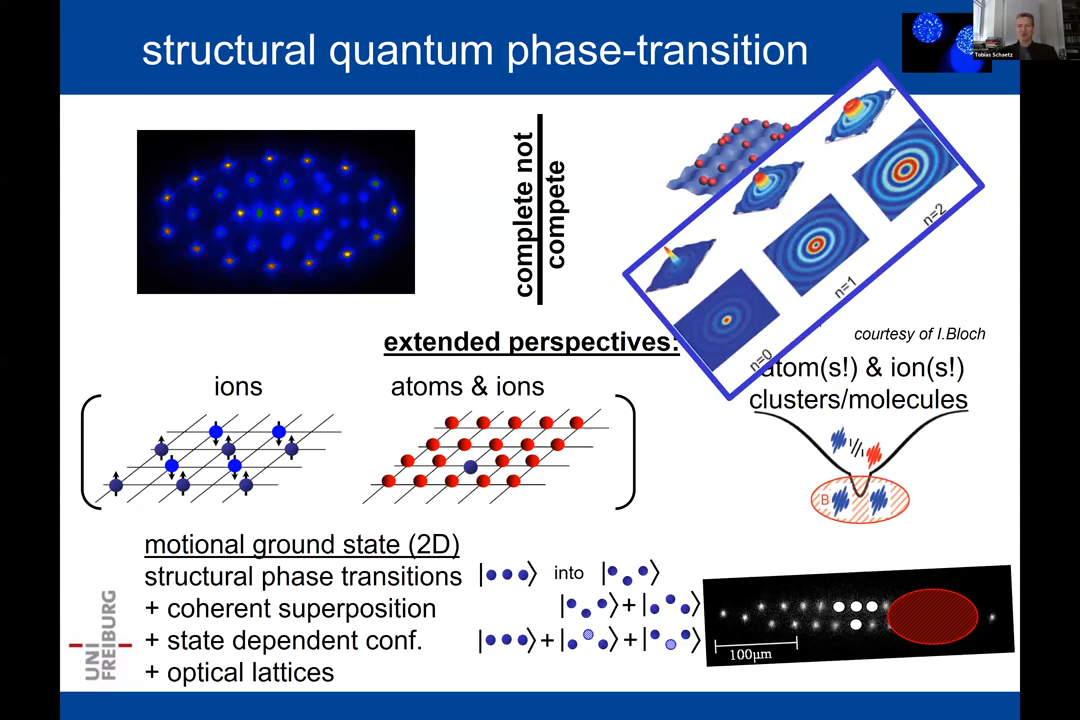 structural quantum phase-transition
Tobias Schaetz
complete not
compete
n=2
n=1
n=0
courtesy of I.Bloch
extended perspectives:
atom(s!) & ion(s!)
clusters/molecules
ions
atoms & ions
B
motional ground state (2D)
structural phase transitions
into
+ coherent superposition
+
+ state dependent conf.
+ +
+ optical lattices
100µm
UNI
FREIBURG